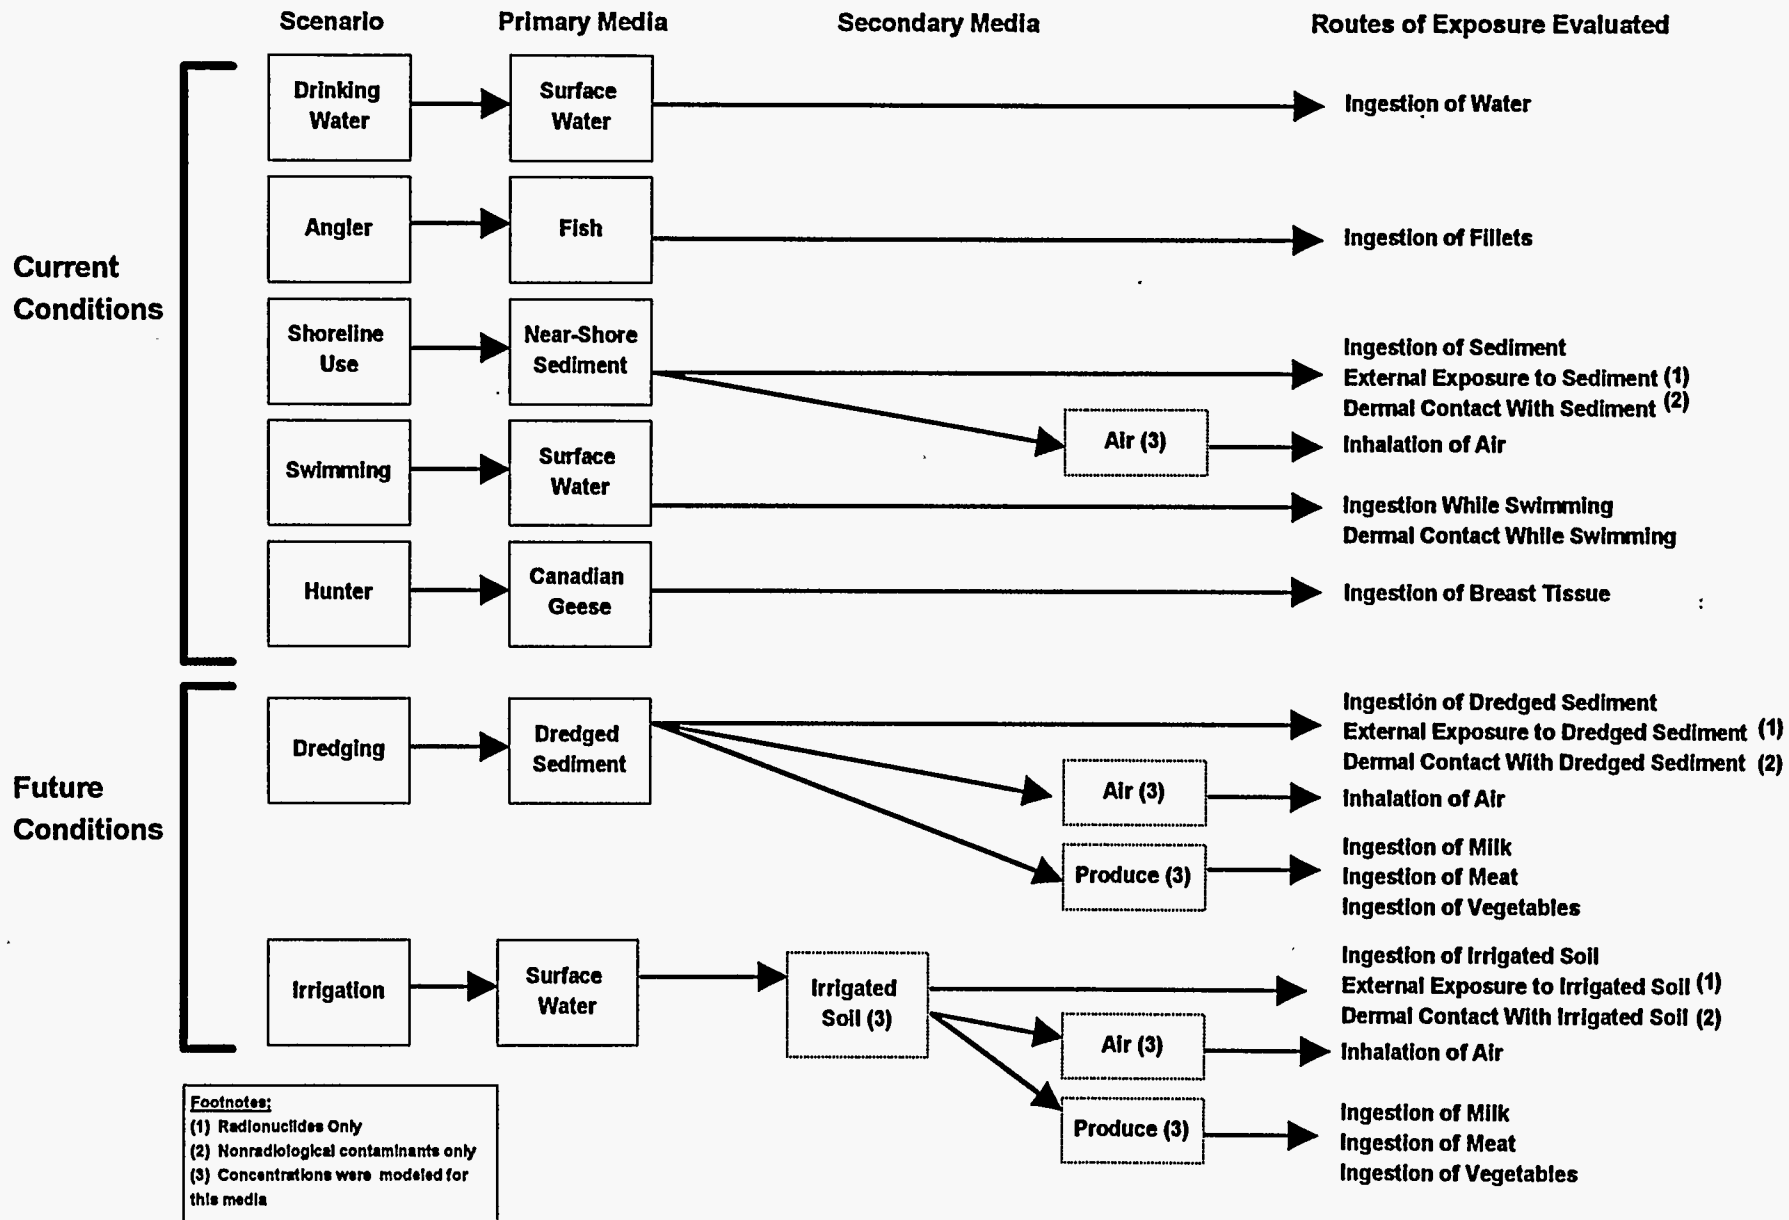 Scenario
Primary Media
Secondary Media
Routes of Exposure Evaluated
Current
Conditions
Drinking
Water
Surface
Water
Ingestion of Water
Angler
Fish
Ingestion of Fillets
Shoreline
Use
Near-Shore
Sediment
Ingestion of Sediment
External Exposure to Sediment (1)
Dermal Contact With Sediment (2)
Air (3)
Inhalation of Air
Swimming
Surface
Water
Ingestion While Swimming
Dermal Contact While Swimming
Hunter
Canadian
Geese
Ingestion of Breast Tissue
Future
Conditions
Dredging
Dredged
Sediment
Ingestion of Dredged Sediment
External Exposure to Dredged Sediment (1)
Dermal Contact With Dredged Sediment (2)
Air (3)
Inhalation of Air
Produce (3)
Ingestion of Milk
Ingestion of Meat
Ingestion of Vegetables
Irrigation
Surface
Water
Irrigated
Soil (3)
Ingestion of Irrigated Soil
External Exposure to Irrigated Soil (1)
Dermal Contact With Irrigated Soil (2)
Air (3)
Inhalation of Air
Produce (3)
Ingestion of Milk
Ingestion of Meat
Ingestion of Vegetables
Footnotes:
(1) Radionuclides Only
(2) Nonradiological contaminants only
(3) Concentrations were modeled for
this media